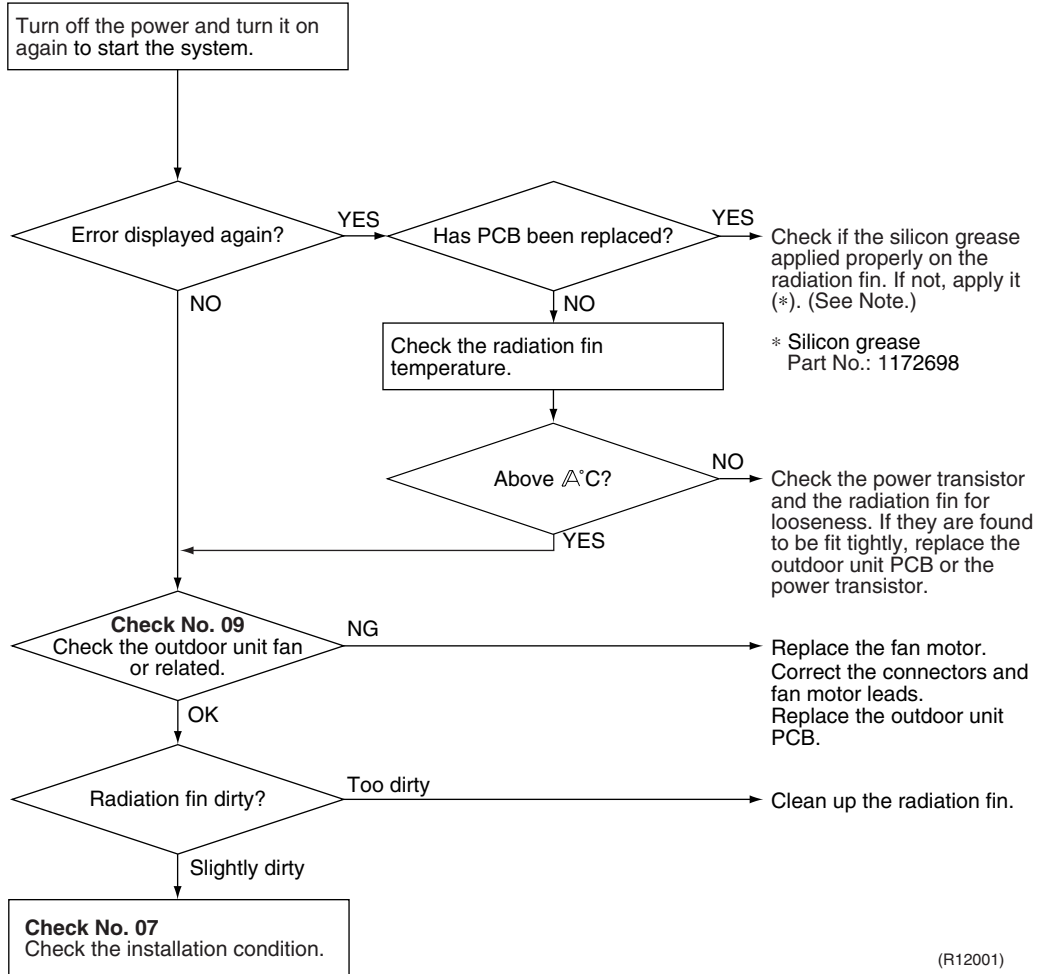 Turn off the power and turn it on
again to start the system.
Error displayed again?
YES
Has PCB been replaced?
YES
Check if the silicon grease
applied properly on the
radiation fin. If not, apply it
(*). (See Note.)
* Silicon grease
Part No.: 1172698
NO
NO
Check the radiation fin
temperature.
Above 𝔸°C?
NO
Check the power transistor
and the radiation fin for
looseness. If they are found
to be fit tightly, replace the
outdoor unit PCB or the
power transistor.
YES
Check No. 09
Check the outdoor unit fan
or related.
NG
Replace the fan motor.
Correct the connectors and
fan motor leads.
Replace the outdoor unit
PCB.
OK
Radiation fin dirty?
Too dirty
Clean up the radiation fin.
Slightly dirty
Check No. 07
Check the installation condition.
(R12001)